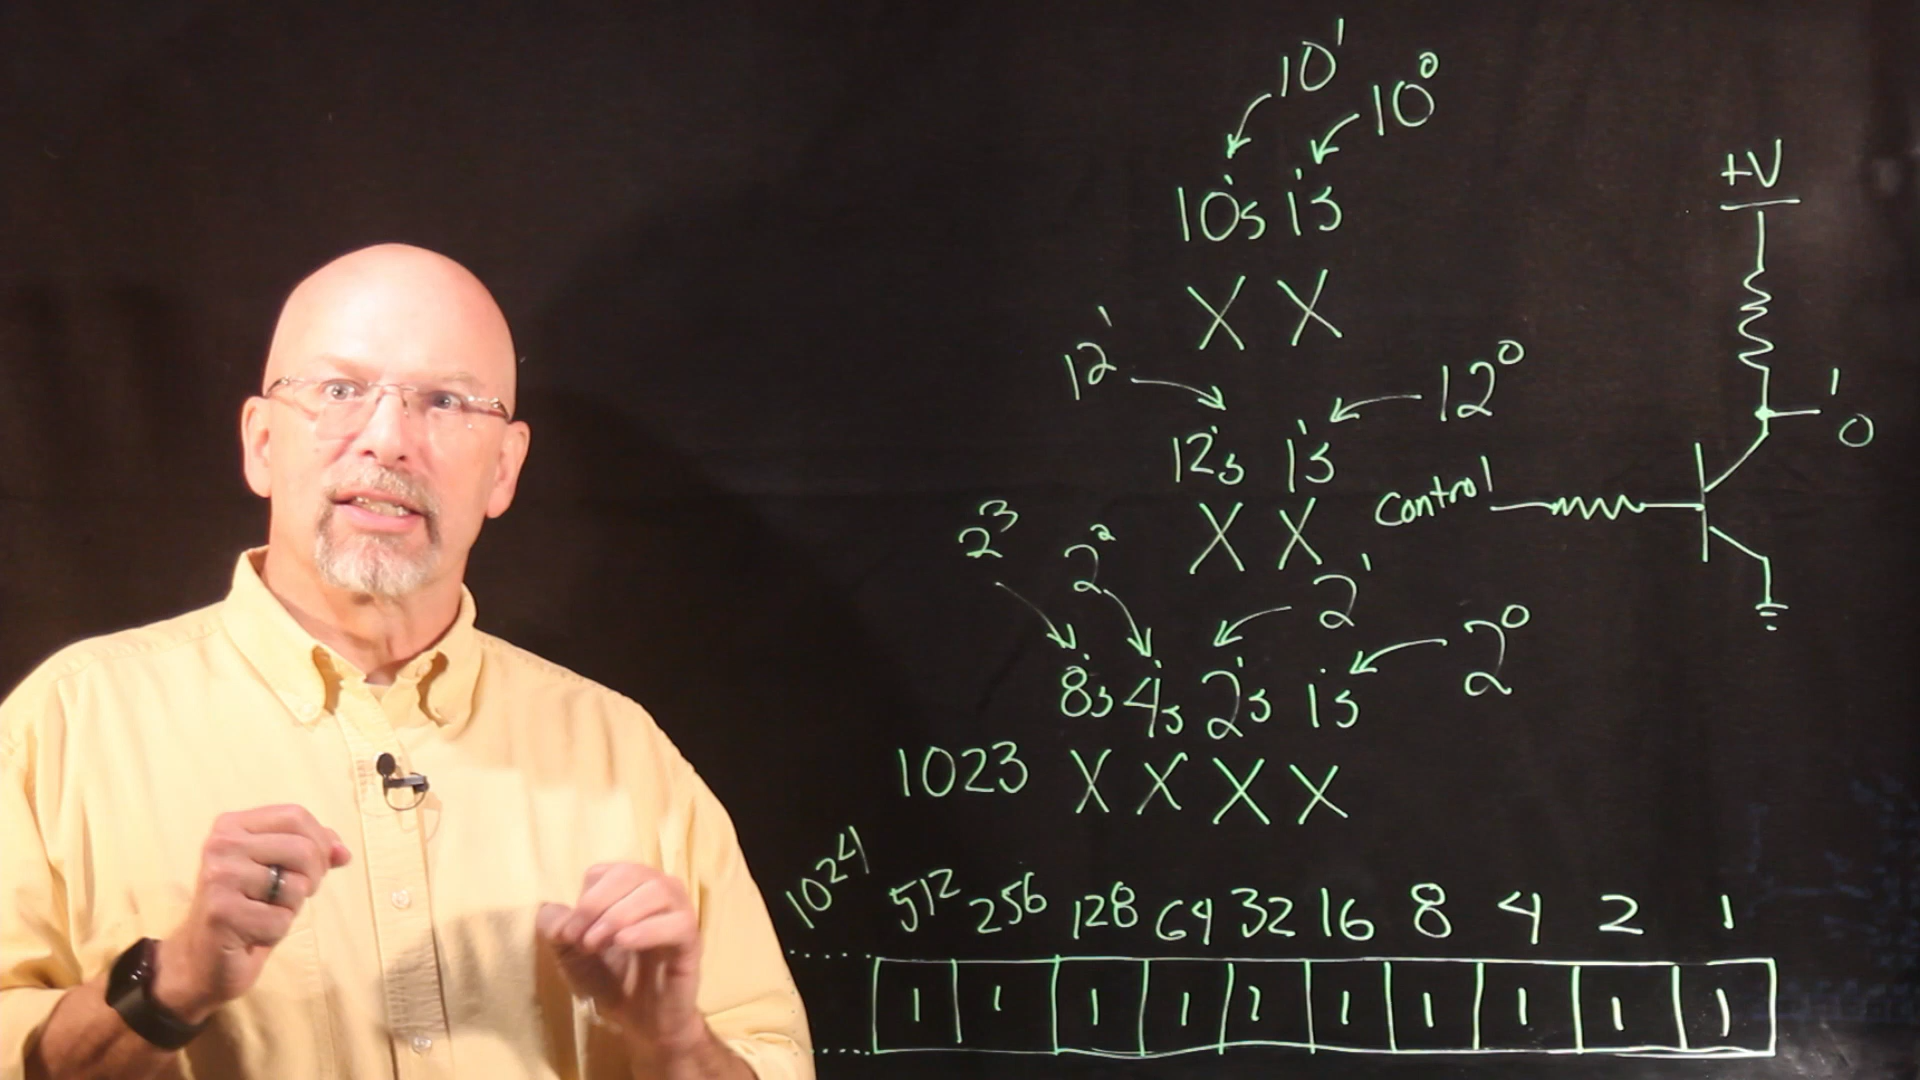 10¹
10⁰
10's 1's
X X
12¹
12⁰
12's 1's
X X
+V
1
0
Control
2³ 2² 2¹ 2⁰
8's 4's 2's 1's
1023 X X X X
1024 512 256 128 64 32 16 8 4 2 1
1 1 1 1 1 1 1 1 1 1